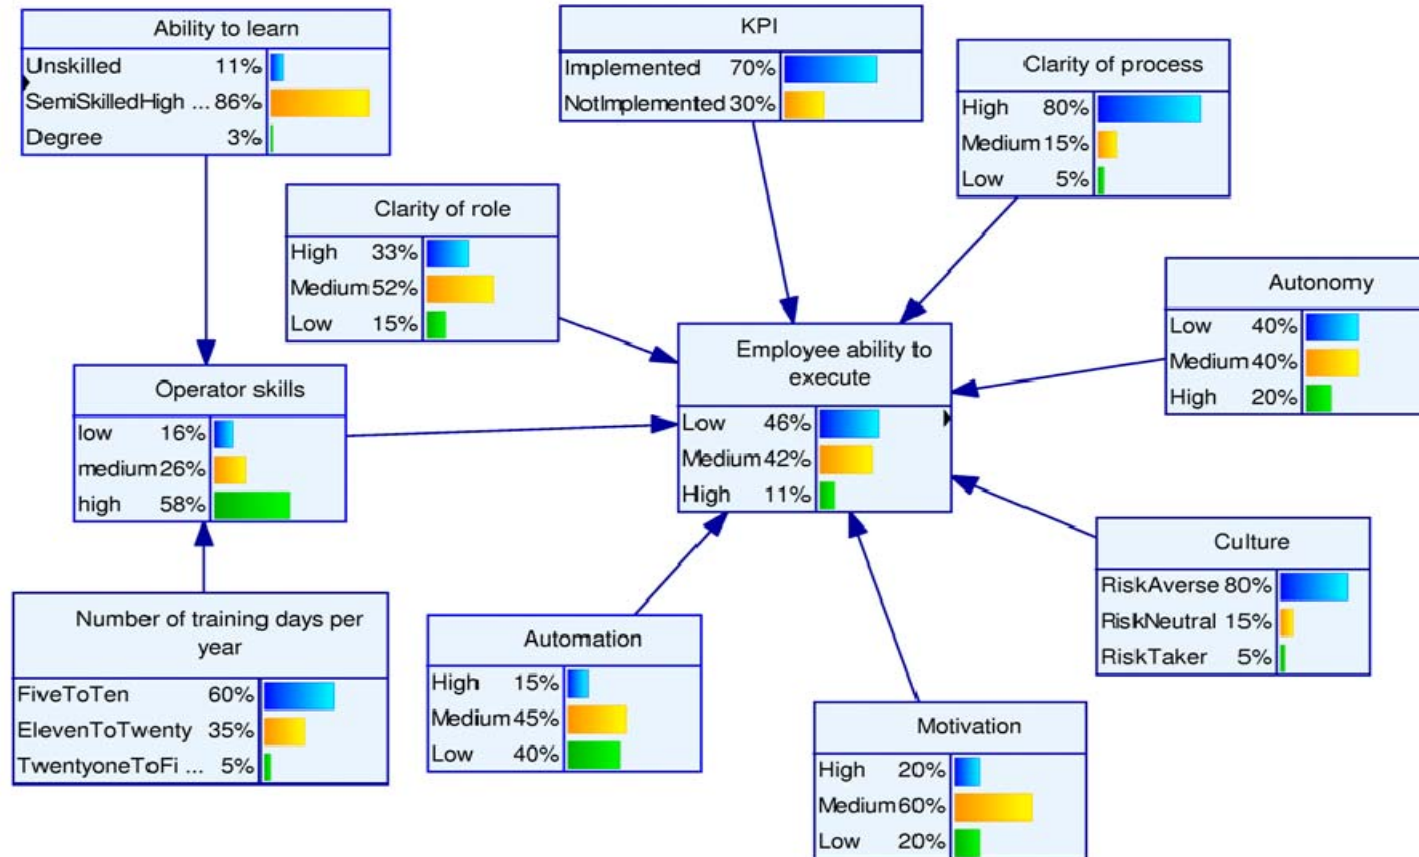 Ability to learn
Unskilled 11%
SemiSkilledHigh ... 86%
Degree 3%
KPI
Implemented 70%
NotImplemented 30%
Clarity of process
High 80%
Medium 15%
Low 5%
Clarity of role
High 33%
Medium 52%
Low 15%
Autonomy
Low 40%
Medium 40%
High 20%
Employee ability to
execute
Low 46%
Medium 42%
High 11%
Operator skills
low 16%
medium 26%
high 58%
Culture
RiskAverse 80%
RiskNeutral 15%
RiskTaker 5%
Number of training days per
year
FiveToTen 60%
ElevenToTwenty 35%
TwentyoneToFi ... 5%
Automation
High 15%
Medium 45%
Low 40%
Motivation
High 20%
Medium 60%
Low 20%